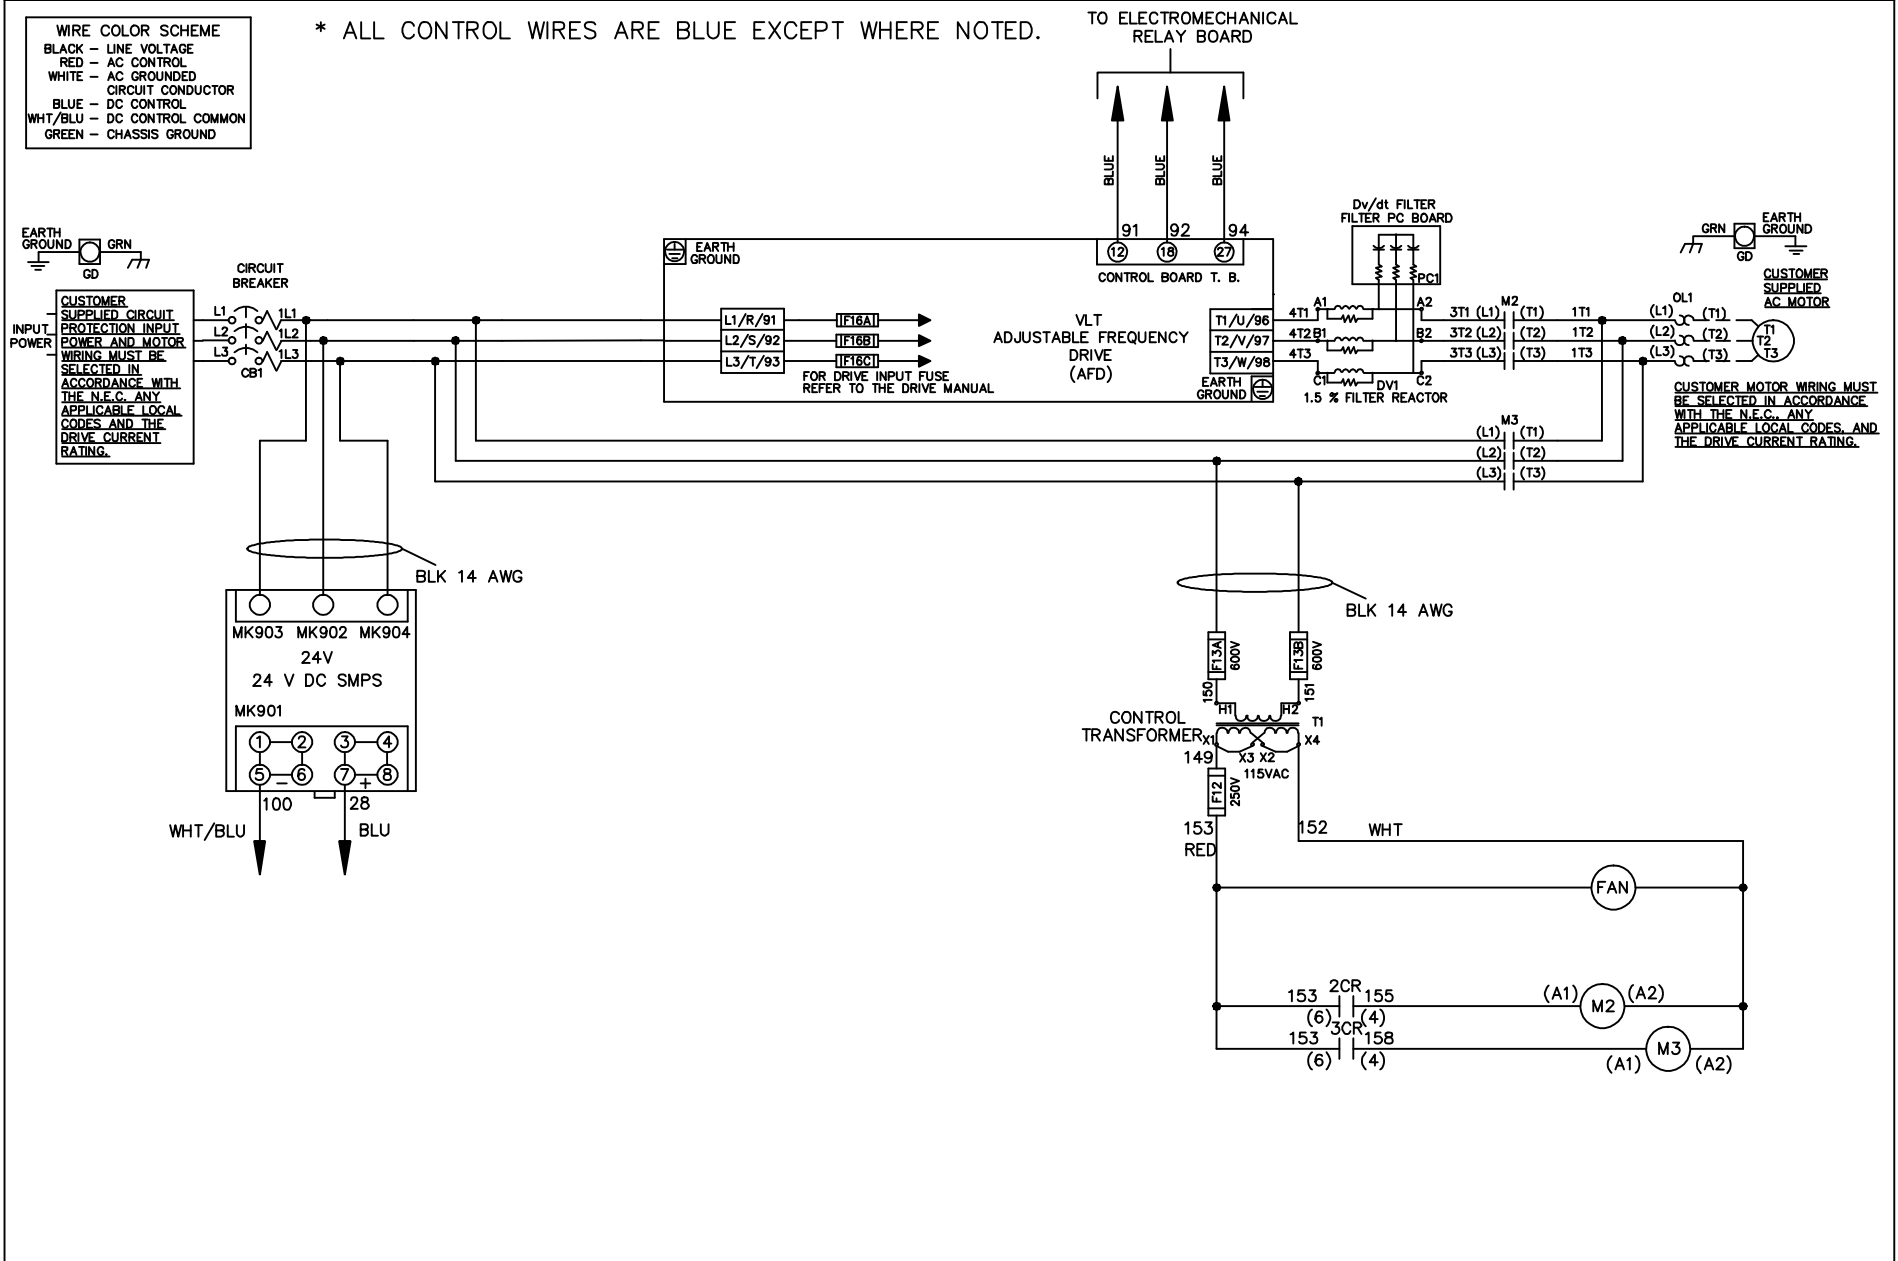 WIRE COLOR SCHEME
BLACK – LINE VOLTAGE
RED – AC CONTROL
WHITE – AC GROUNDED
CIRCUIT CONDUCTOR
BLUE – DC CONTROL
WHT/BLU – DC CONTROL COMMON
GREEN – CHASSIS GROUND
* ALL CONTROL WIRES ARE BLUE EXCEPT WHERE NOTED.
TO ELECTROMECHANICAL
RELAY BOARD
BLUE
BLUE
BLUE
91 92 94
12 18 27
CONTROL BOARD T. B.
EARTH
GROUND
GRN
GD
CIRCUIT
BREAKER
INPUT
POWER
CUSTOMER
SUPPLIED CIRCUIT
PROTECTION INPUT
POWER AND MOTOR
WIRING MUST BE
SELECTED IN
ACCORDANCE WITH
THE N.E.C. ANY
APPLICABLE LOCAL
CODES AND THE
DRIVE CURRENT
RATING.
L1 1L1
L2 1L2
L3 1L3
CB1
EARTH
GROUND
L1/R/91 IF16A
L2/S/92 IF16B
L3/T/93 IF16C
FOR DRIVE INPUT FUSE
REFER TO THE DRIVE MANUAL
VLT
ADJUSTABLE FREQUENCY
DRIVE
(AFD)
T1/U/96
T2/V/97
T3/W/98
EARTH
GROUND
Dv/dt FILTER
FILTER PC BOARD
PC1
4T1 A1 A2
4T2 B1 B2
4T3 C1 C2
DV1
1.5 % FILTER REACTOR
M2
3T1 (L1) (T1) 1T1
3T2 (L2) (T2) 1T2
3T3 (L3) (T3) 1T3
OL1
(L1) (T1)
(L2) (T2)
(L3) (T3)
T1
T2
T3
GRN
GD
EARTH
GROUND
CUSTOMER
SUPPLIED
AC MOTOR
CUSTOMER MOTOR WIRING MUST
BE SELECTED IN ACCORDANCE
WITH THE N.E.C., ANY
APPLICABLE LOCAL CODES, AND
THE DRIVE CURRENT RATING.
M3
(L1) (T1)
(L2) (T2)
(L3) (T3)
BLK 14 AWG
MK903 MK902 MK904
24V
24 V DC SMPS
MK901
1 2 3 4
5 – 6 7 + 8
100 28
WHT/BLU BLU
BLK 14 AWG
F13A 600V
F13B 600V
150 151
H1 H2
T1
CONTROL
TRANSFORMER
X1 X3 X2 X4
149
115VAC
F12 250V
153
RED
152 WHT
FAN
2CR
153 155
(6) (4)
(A1) M2 (A2)
3CR
153 158
(6) (4)
(A1) M3 (A2)